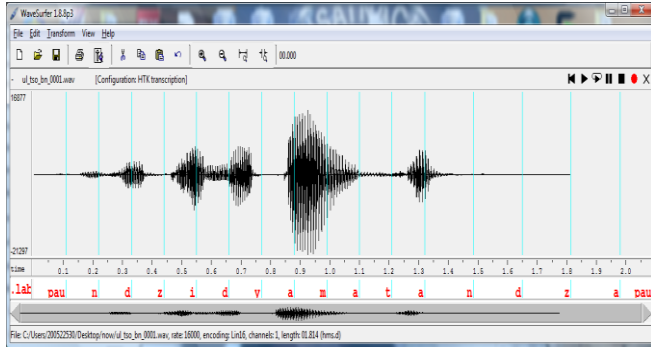 WaveSurfer 1.8.8p3
File Edit Transform View Help
00.000
- ul_tso_bn_0001.wav [Configuration: HTK transcription] X
16877
-21297
time 0.1 0.2 0.3 0.4 0.5 0.6 0.7 0.8 0.9 1.0 1.1 1.2 1.3 1.4 1.5 1.6 1.7 1.8 1.9 2.0
.lab pau n d z i d v a m a t a n d z a pau
File: C:/Users/200522530/Desktop/now/ul_tso_bn_0001.wav, rate: 16000, encoding: Lin16, channels: 1, length: 01.814 (hms.d)